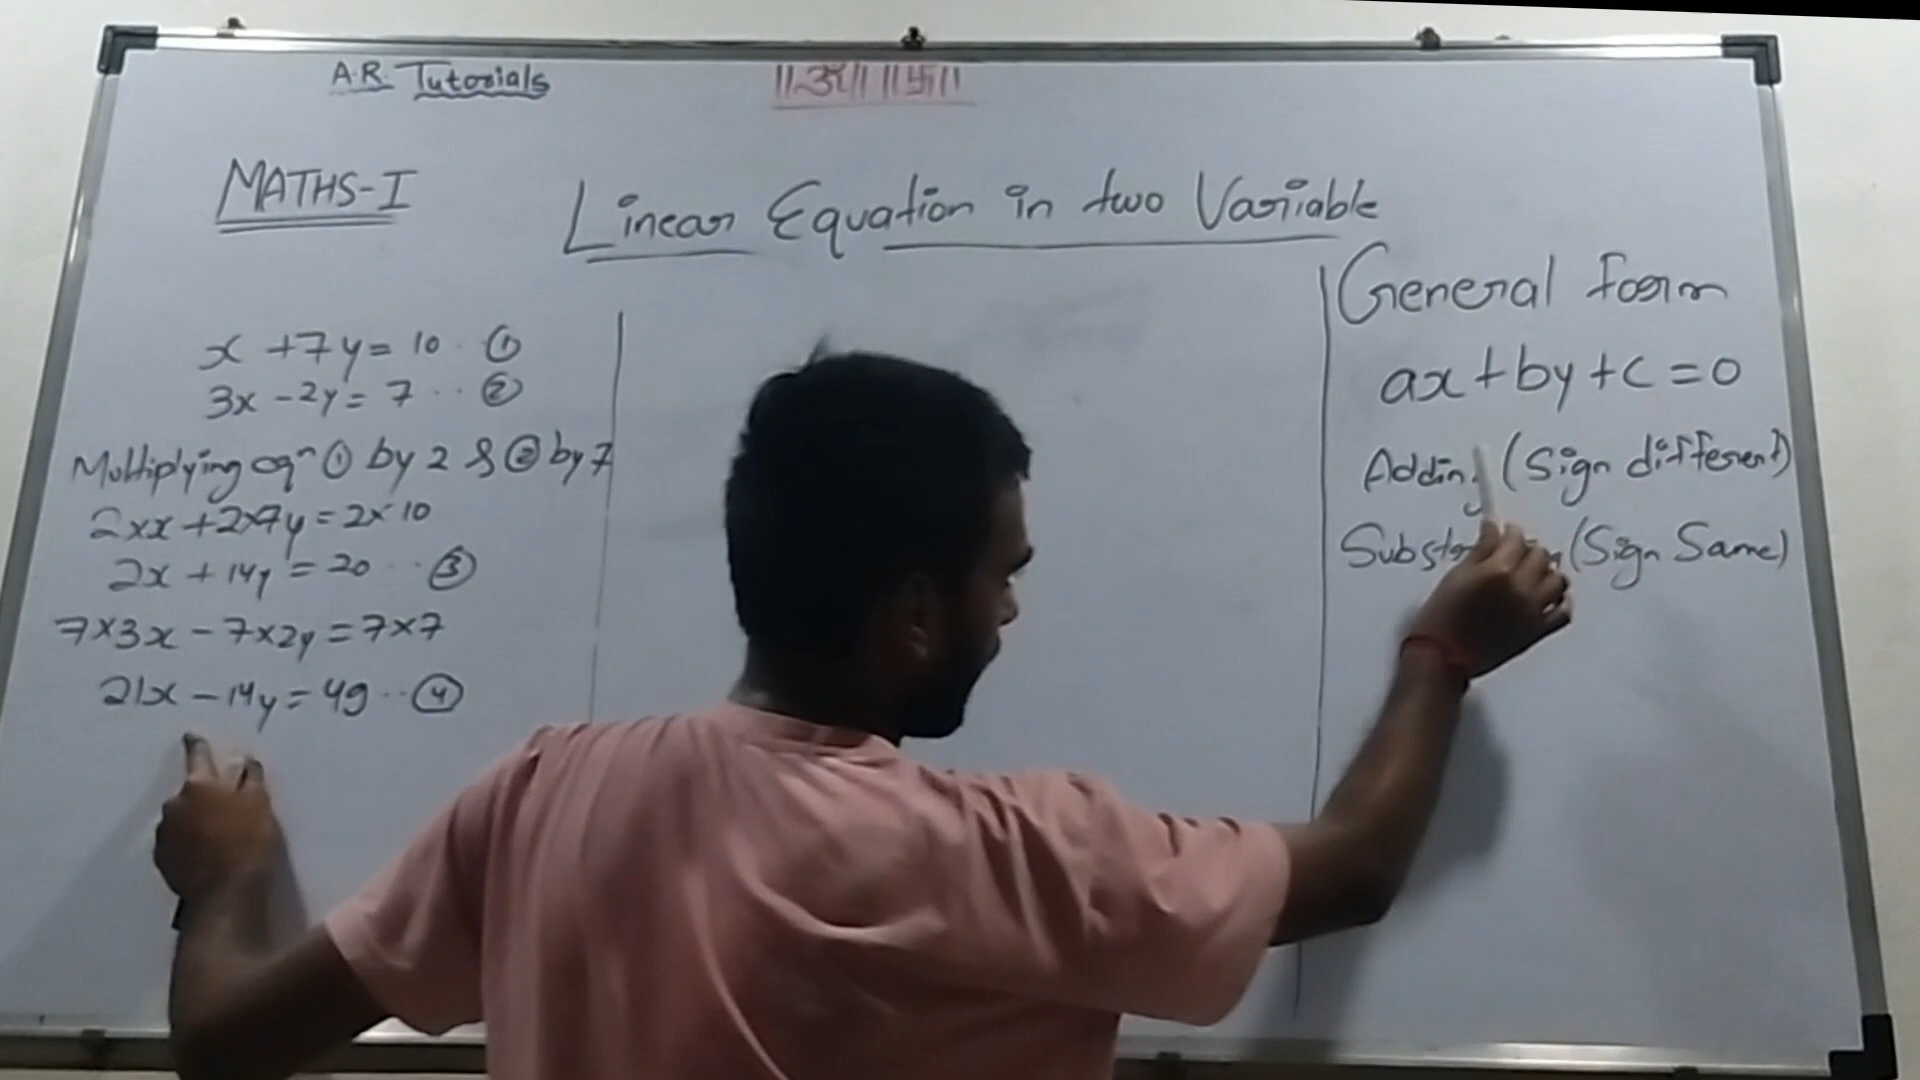 A.R. Tutorials
॥ॐ॥ ॥卐॥
MATHS-I
Linear Equation in two Variable
x + 7y = 10 . ①
3x - 2y = 7 .. ②
Multiplying eqⁿ ① by 2 & ② by 7
2×x + 2×7y = 2×10
2x + 14y = 20 .. ③
7×3x - 7×2y = 7×7
21x - 14y = 49 .. ④
General form
ax + by + c = 0
(Sign different)
(Sign Same)